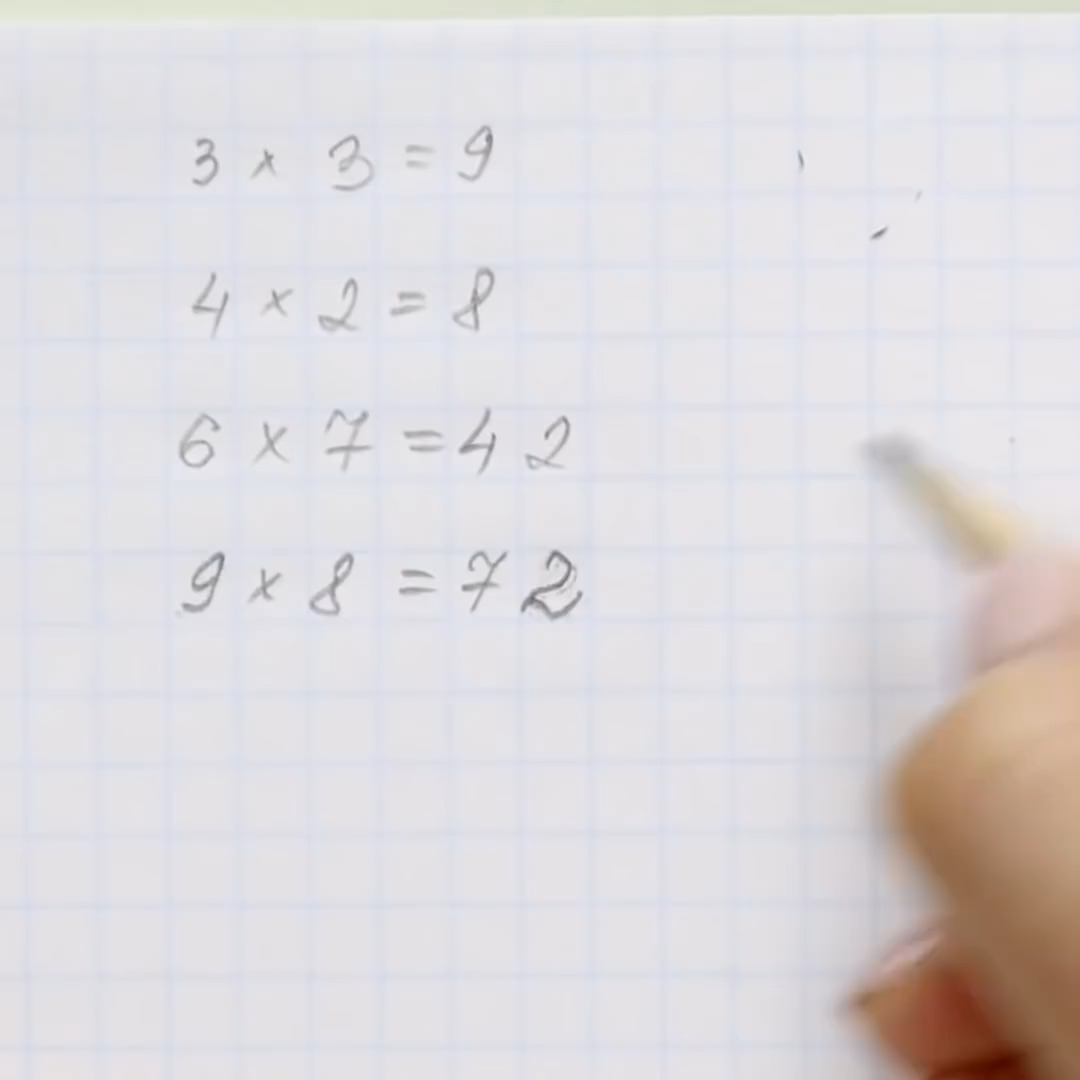 3 × 3 = 9
4 × 2 = 8
6 × 7 = 42
9 × 8 = 72